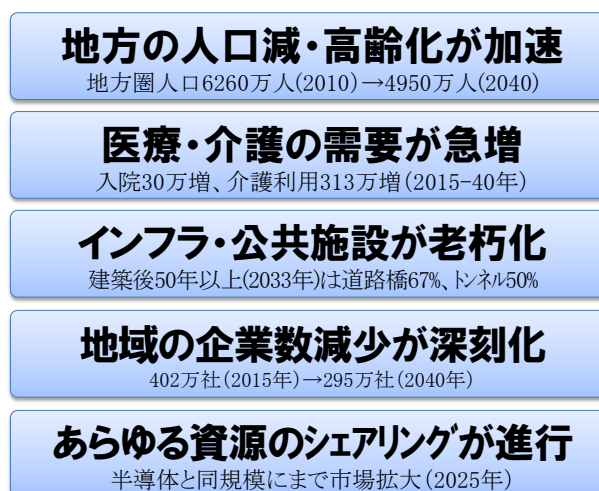 地方の人口減・高齢化が加速
地方圏人口6260万人(2010)→4950万人(2040)
医療・介護の需要が急増
入院30万増、介護利用313万増(2015-40年)
インフラ・公共施設が老朽化
建築後50年以上(2033年)は道路橋67%、トンネル50%
地域の企業数減少が深刻化
402万社(2015年)→295万社(2040年)
あらゆる資源のシェアリングが進行
半導体と同規模にまで市場拡大(2025年)